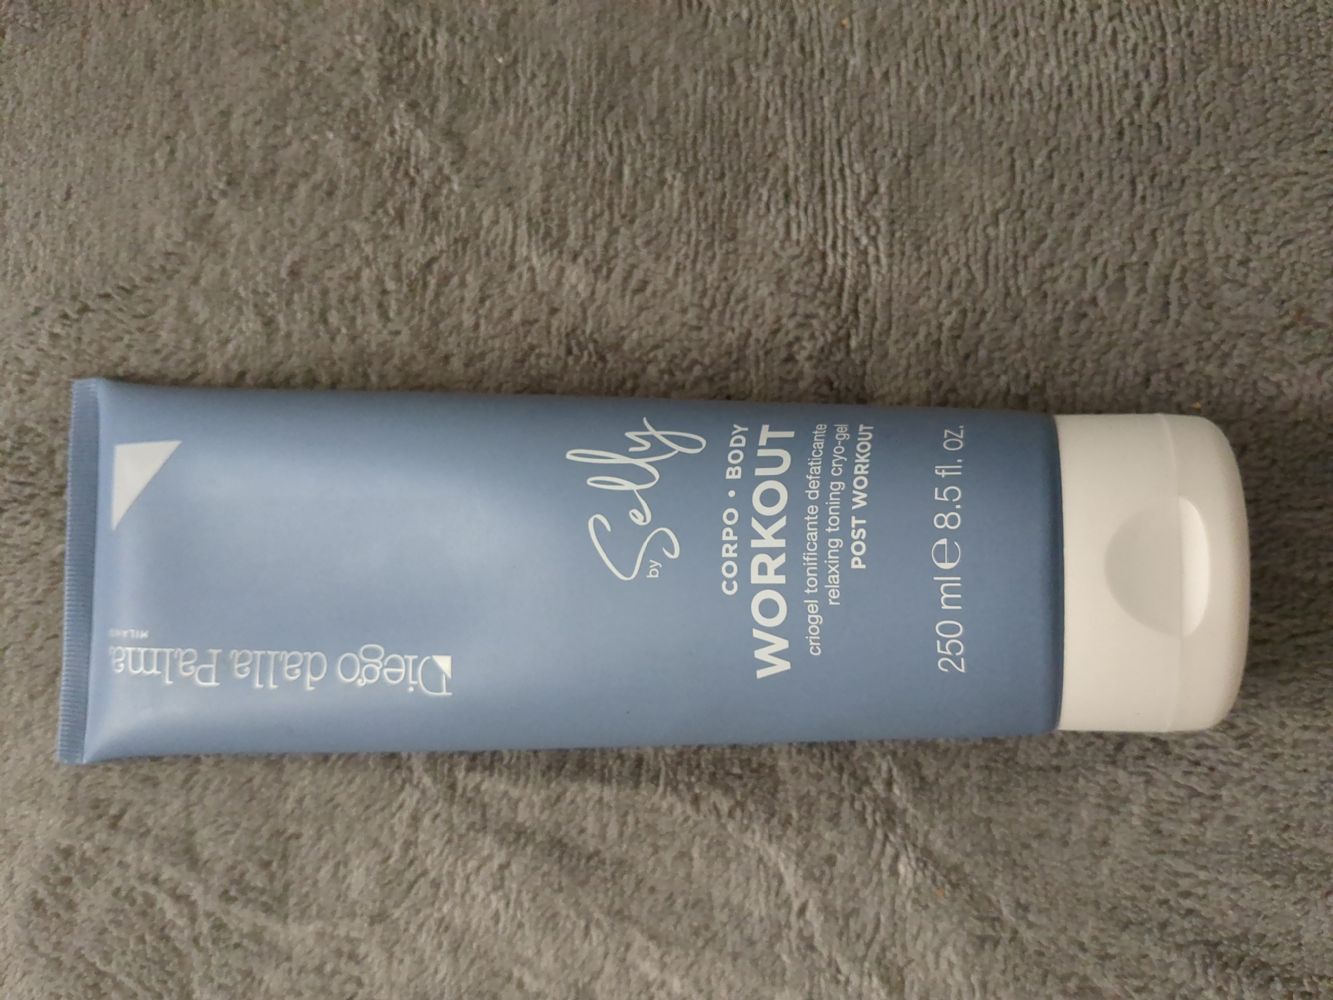 Diego dalla Palma
MILANO
by Selly
CORPO • BODY
WORKOUT
criogel tonificante defaticante
relaxing toning cryo-gel
POST WORKOUT
250 ml ℮ 8.5 fl. oz.